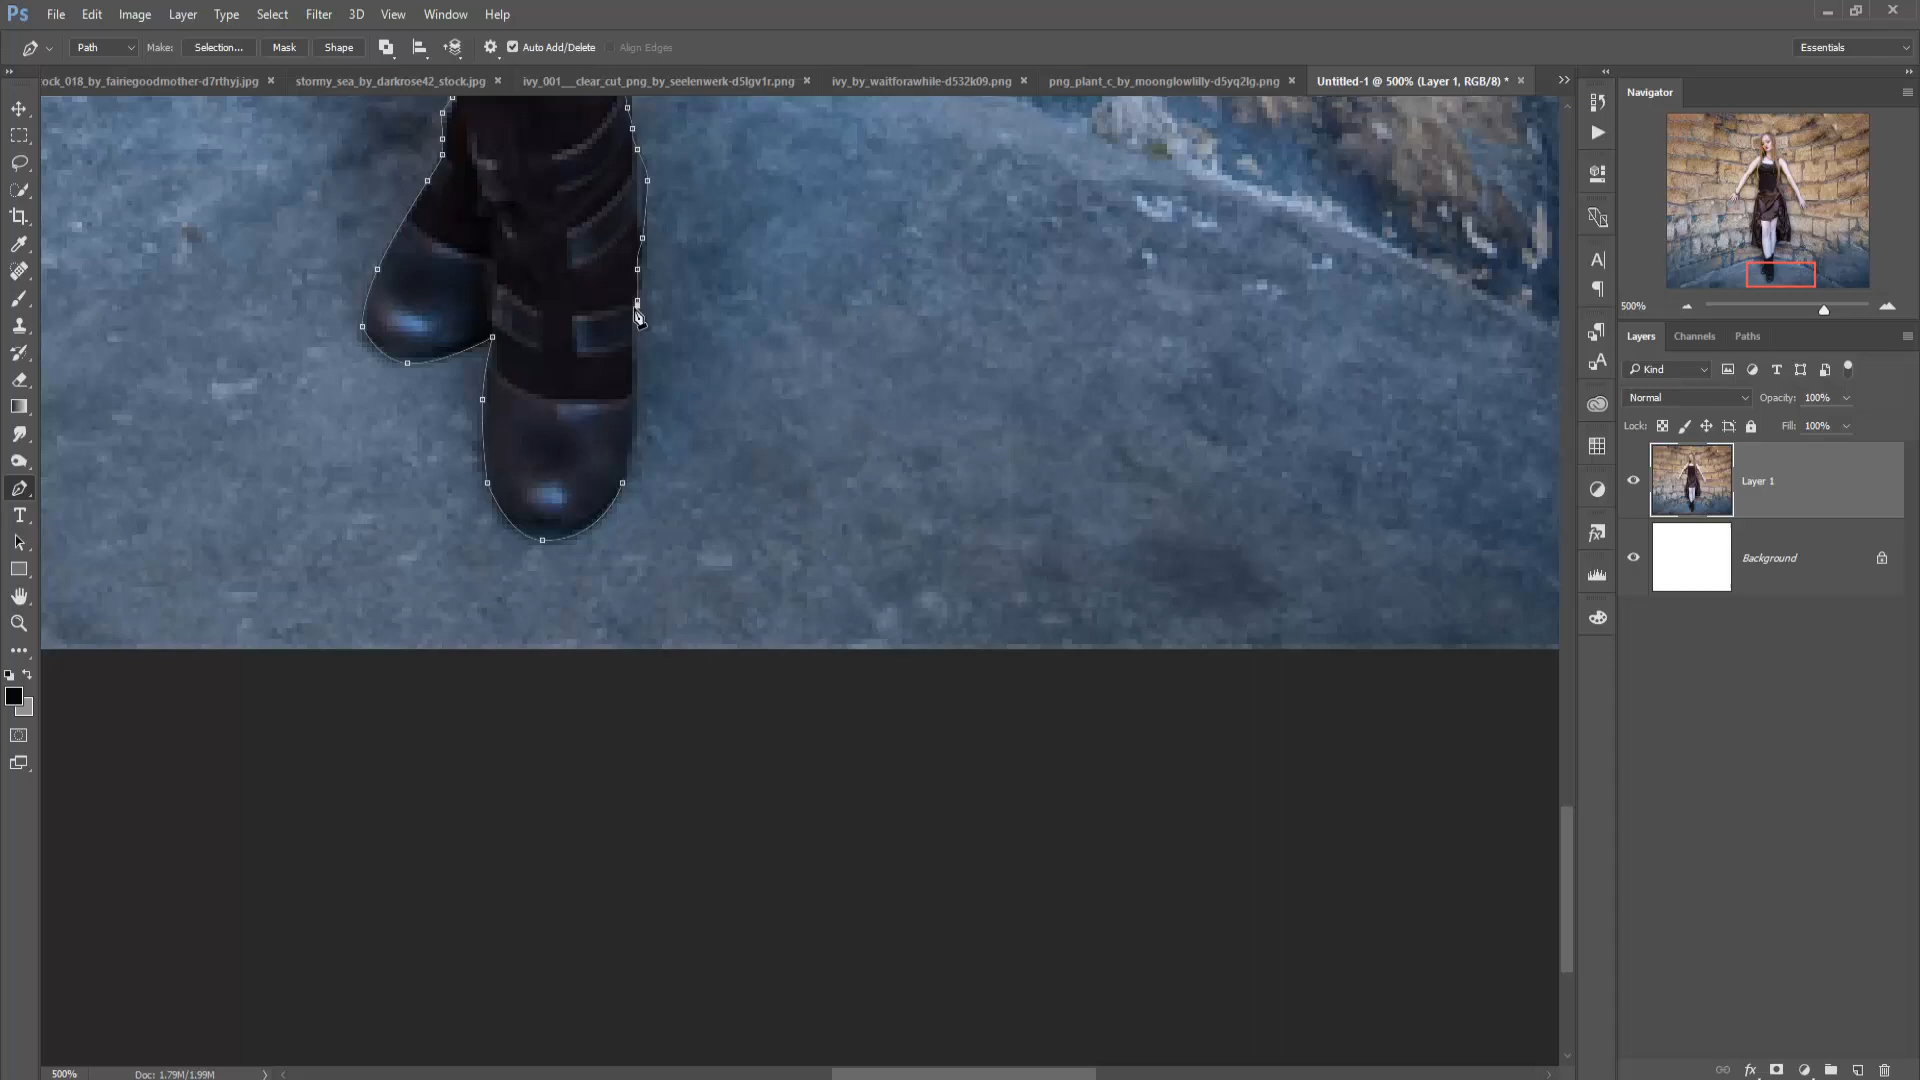 Ps File Edit Image Layer Type Select Filter 3D View Window Help
Path Make: Selection... Mask Shape Auto Add/Delete Align Edges Essentials
ock_018_by_fairiegoodmother-d7rthyj.jpg × stormy_sea_by_darkrose42_stock.jpg × ivy_001__clear_cut_png_by_seelenwerk-d5lgv1r.png × ivy_by_waitforawhile-d532k09.png × png_plant_c_by_moonglowlilly-d5yq2lg.png × Untitled-1 @ 500% (Layer 1, RGB/8) * ×
Navigator
500%
Layers Channels Paths
Kind
Normal Opacity: 100%
Lock: Fill: 100%
Layer 1
Background
500% Doc: 1.79M/1.99M